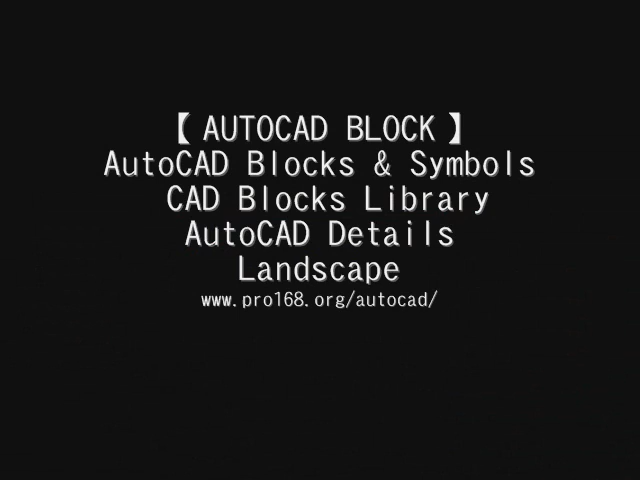 【 AUTOCAD BLOCK 】
AutoCAD Blocks & Symbols
CAD Blocks Library
AutoCAD Details
Landscape
www.pro168.org/autocad/